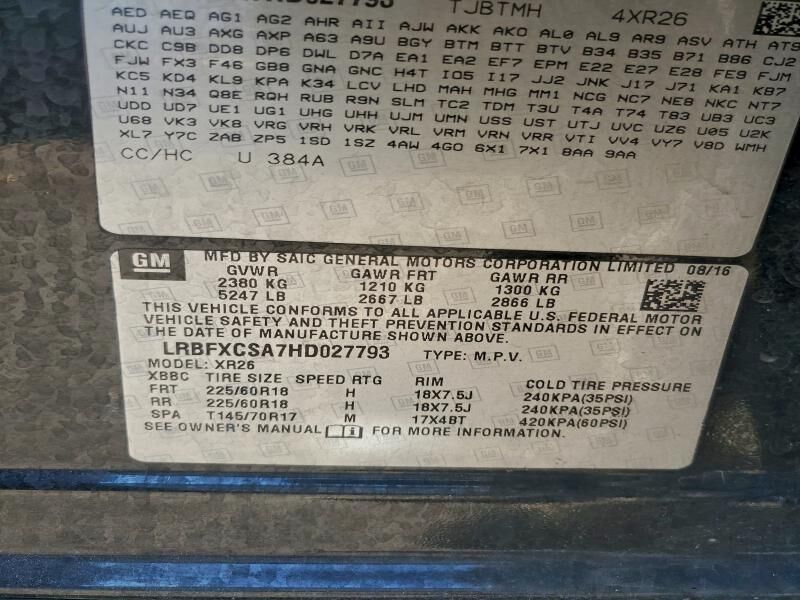 TJBTMH 4XR26
AED AEQ AG1 AG2 AHR AII AJW AKK AKO AL0 AL9 AR9 ASV ATH AT9
AUJ AU3 AXG AXP A63 A9U BGY BTM BTT BTV B34 B35 B71 B86 CJ2
CKC C9B DD8 DP6 DWL D7A EA1 EA2 EF7 EPM E22 E27 E28 FE9 FJM
FJW FX3 F46 GB8 GNA GNC H4T IO5 I17 JJ2 JNK J17 J71 KA1 KB7
KC5 KD4 KL9 KPA K34 LCV LHD MAH MHG MM1 NCG NC7 NE8 NKC NT7
N11 N34 Q8E RQH RUB R9N SLM TC2 TDM T3U T4A T74 T83 UB3 UC3
UDD UD7 UE1 UG1 UHG UHH UJM UMN USS UST UTJ UVC UZ6 U05 U2K
U68 VK3 VK8 VRG VRH VRK VRL VRM VRN VRR VTI VV4 VY7 V8D WMH
XL7 Y7C ZAB ZP5 1SD 1SZ 4AW 4G0 6X1 7X1 8AA 9AA
CC/HC U 384A
GM MFD BY SAIC GENERAL MOTORS CORPORATION LIMITED 08/16
GVWR GAWR FRT GAWR RR
2380 KG 1210 KG 1300 KG
5247 LB 2667 LB 2866 LB
THIS VEHICLE CONFORMS TO ALL APPLICABLE U.S. FEDERAL MOTOR
VEHICLE SAFETY AND THEFT PREVENTION STANDARDS IN EFFECT ON
THE DATE OF MANUFACTURE SHOWN ABOVE.
LRBFXCSA7HD027793 TYPE: M.P.V.
MODEL: XR26
XBBC TIRE SIZE SPEED RTG RIM COLD TIRE PRESSURE
FRT 225/60R18 H 18X7.5J 240KPA(35PSI)
RR 225/60R18 H 18X7.5J 240KPA(35PSI)
SPA T145/70R17 M 17X4BT 420KPA(60PSI)
SEE OWNER'S MANUAL FOR MORE INFORMATION.